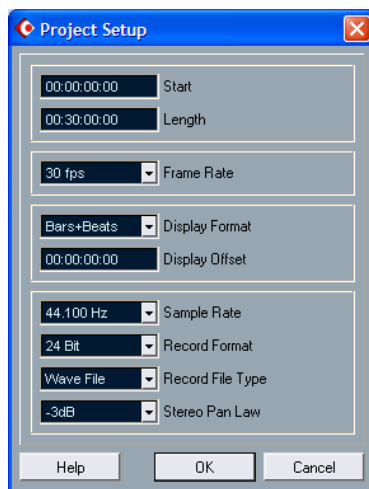 Project Setup
00:00:00:00 Start
00:30:00:00 Length
30 fps Frame Rate
Bars+Beats Display Format
00:00:00:00 Display Offset
44.100 Hz Sample Rate
24 Bit Record Format
Wave File Record File Type
-3dB Stereo Pan Law
Help OK Cancel